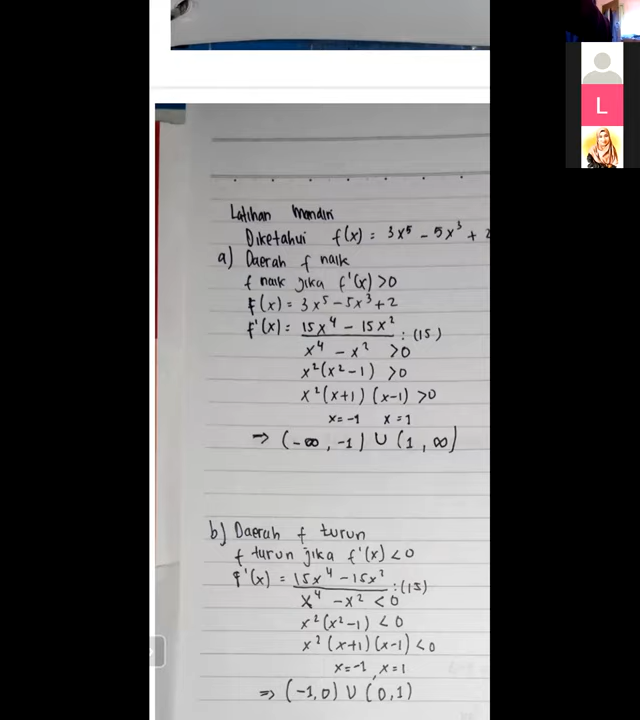 L
Latihan mandiri
Diketahui f(x) = 3x⁵ - 5x³ + 2
a) Daerah f naik
f naik jika f'(x) > 0
f(x) = 3x⁵ - 5x³ + 2
f'(x) = 15x⁴ - 15x² : (15)
x⁴ - x² > 0
x²(x²-1) > 0
x²(x+1) (x-1) > 0
x = -1 x = 1
⇒ (-∞, -1) ∪ (1, ∞)
b) Daerah f turun
f turun jika f'(x) < 0
f'(x) = 15x⁴ - 15x² : (15)
x⁴ - x² < 0
x²(x²-1) < 0
x²(x+1)(x-1) < 0
x = -1, x = 1
⇒ (-1, 0) ∪ (0, 1)